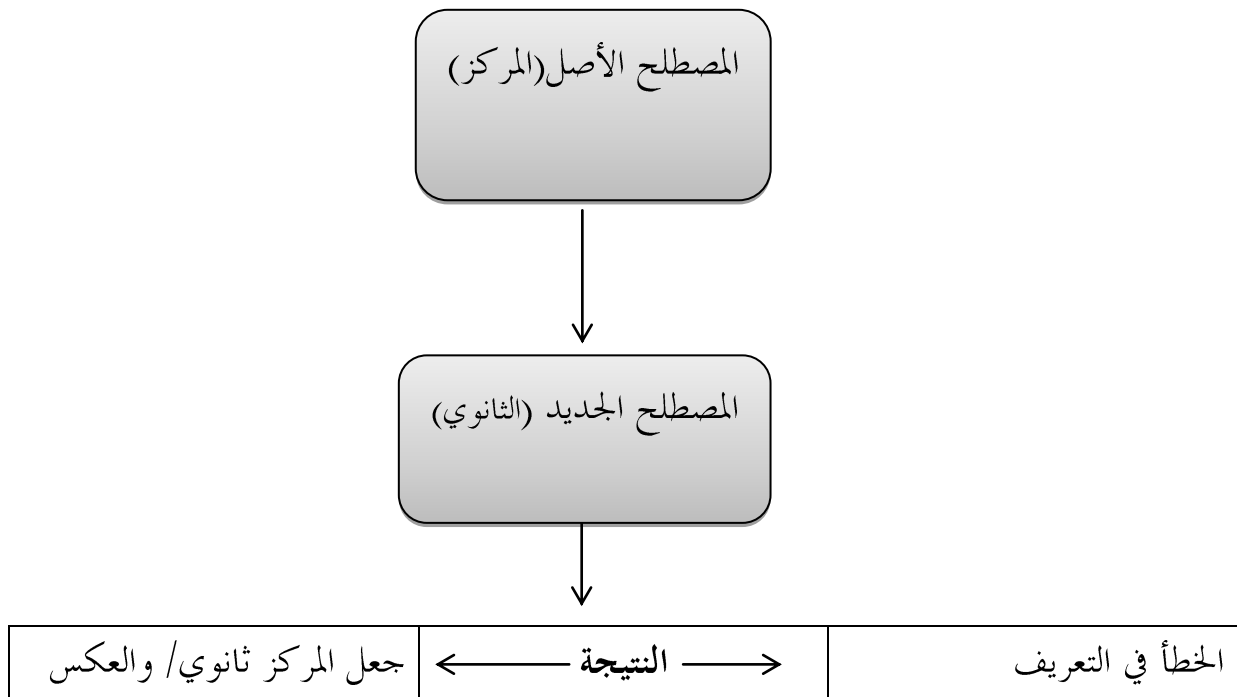 المصطلح الأصل(المركز)
المصطلح الجديد (الثانوي)
الخطأ في التعريف
النتيجة
جعل المركز ثانوي/ والعكس